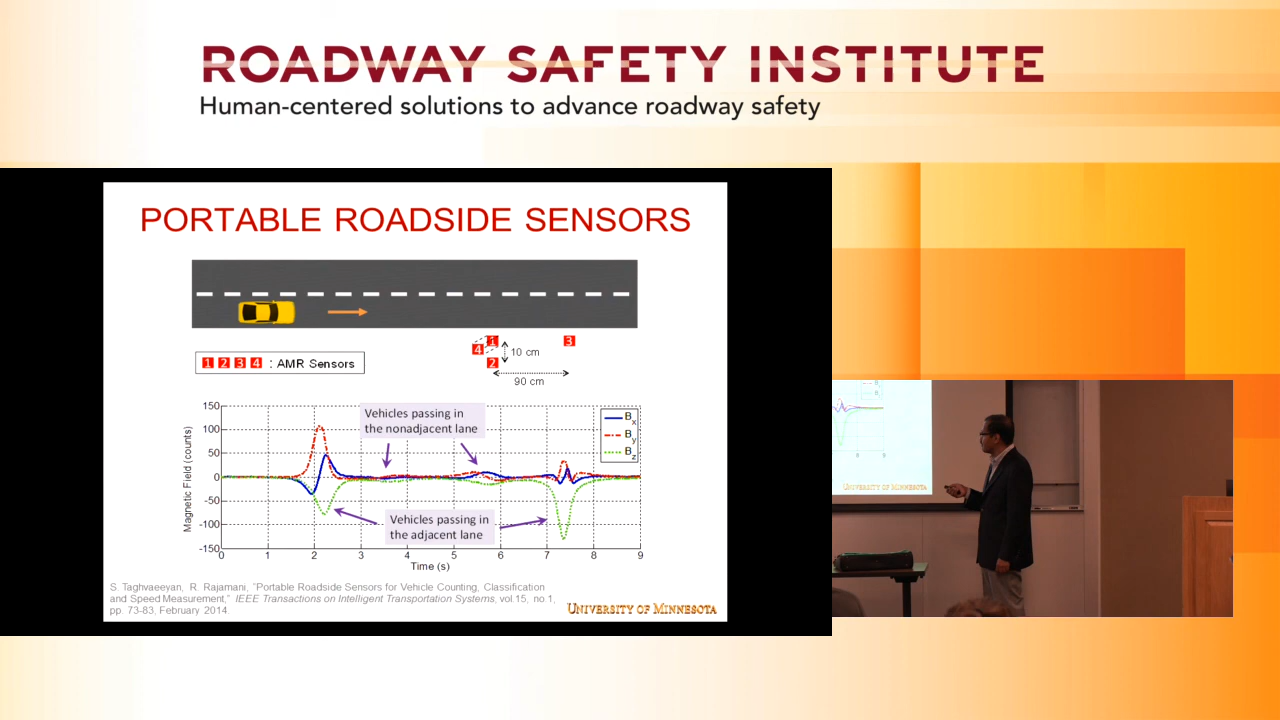 ROADWAY SAFETY INSTITUTE
Human-centered solutions to advance roadway safety
PORTABLE ROADSIDE SENSORS
1
3
4
2
10 cm
90 cm
1 2 3 4 : AMR Sensors
150
100
50
0
-50
-100
-150
Magnetic Field (counts)
Vehicles passing in
the nonadjacent lane
Bx
By
Bz
Vehicles passing in
the adjacent lane
0 1 2 3 4 5 6 7 8 9
Time (s)
S. Taghvaeeyan, R. Rajamani, "Portable Roadside Sensors for Vehicle Counting, Classification
and Speed Measurement," IEEE Transactions on Intelligent Transportation Systems, vol.15, no.1,
pp. 73-83, February 2014.
UNIVERSITY OF MINNESOTA
UNIVERSITY OF MINNESOTA